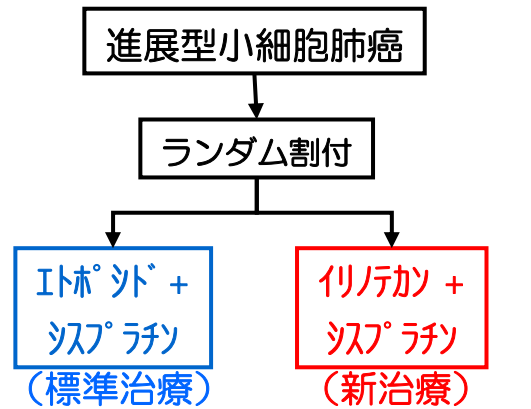 進展型小細胞肺癌
ランダム割付
ｴﾄﾎﾟｼﾄﾞ +
ｼｽﾌﾟﾗﾁﾝ
（標準治療）
ｲﾘﾉﾃｶﾝ +
ｼｽﾌﾟﾗﾁﾝ
（新治療）